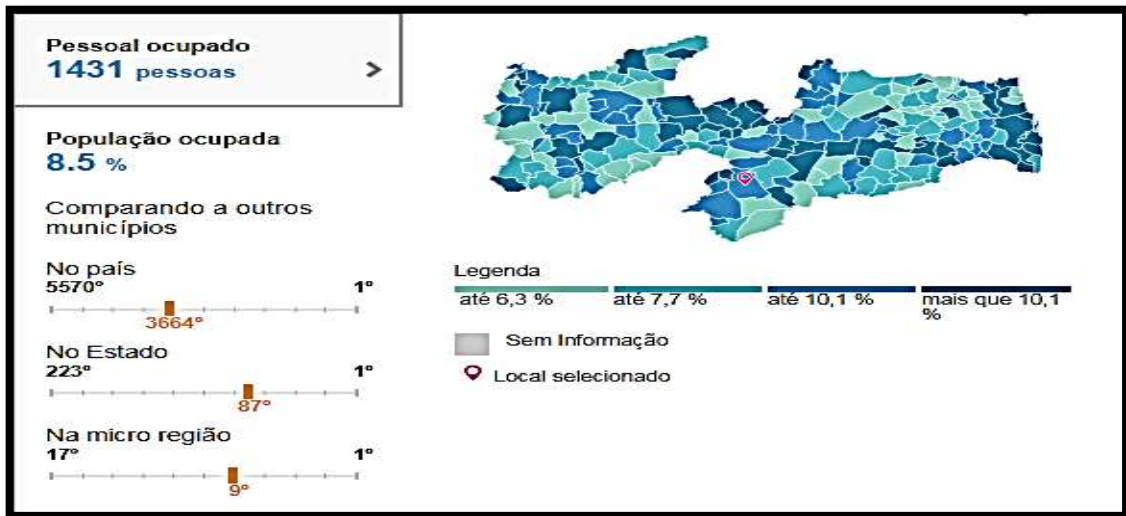 Pessoal ocupado
1431 pessoas
>
População ocupada
8.5 %
Comparando a outros
municípios
No país
5570° 1°
3664°
No Estado
223° 1°
87°
Na micro região
17° 1°
9°
Legenda
até 6,3 % até 7,7 % até 10,1 % mais que 10,1
%
Sem Informação
Local selecionado